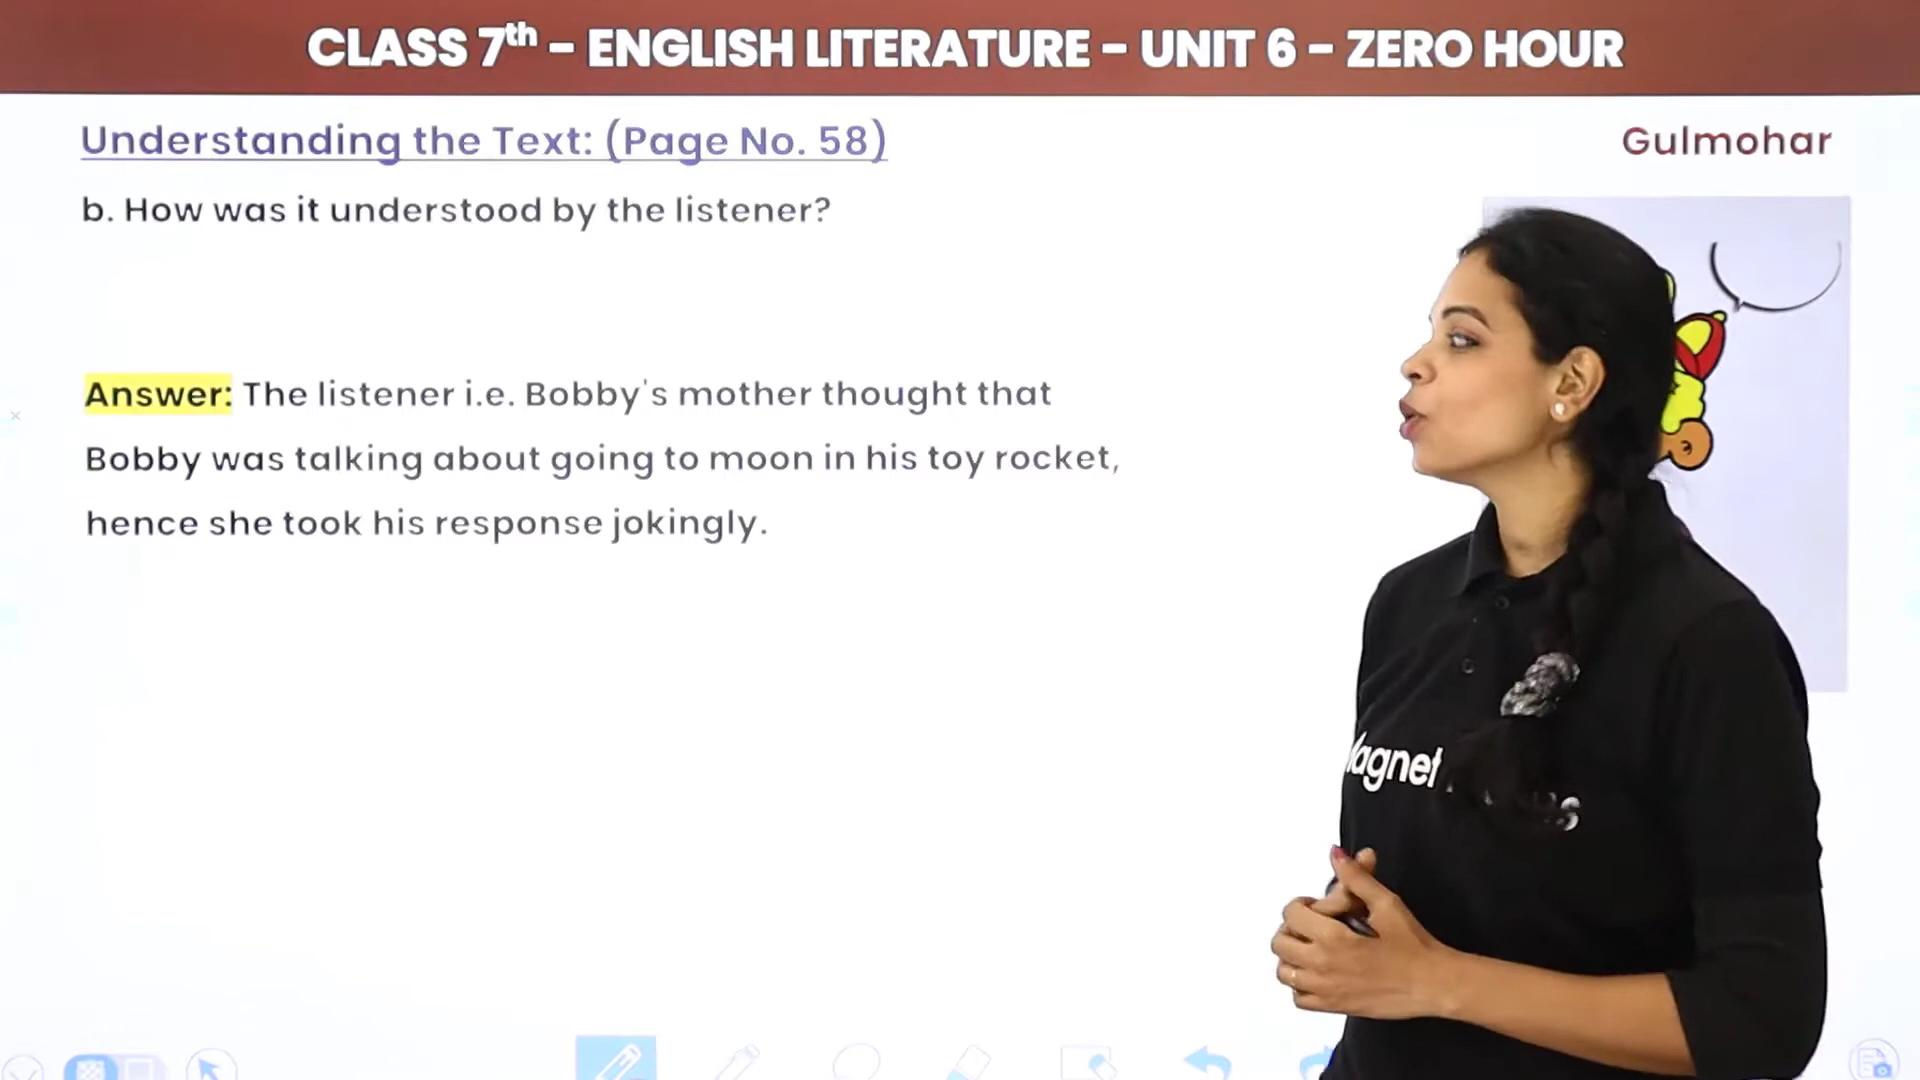 CLASS 7th – ENGLISH LITERATURE – UNIT 6 – ZERO HOUR
Understanding the Text: (Page No. 58)
Gulmohar
b. How was it understood by the listener?
Answer: The listener i.e. Bobby's mother thought that
Bobby was talking about going to moon in his toy rocket,
hence she took his response jokingly.